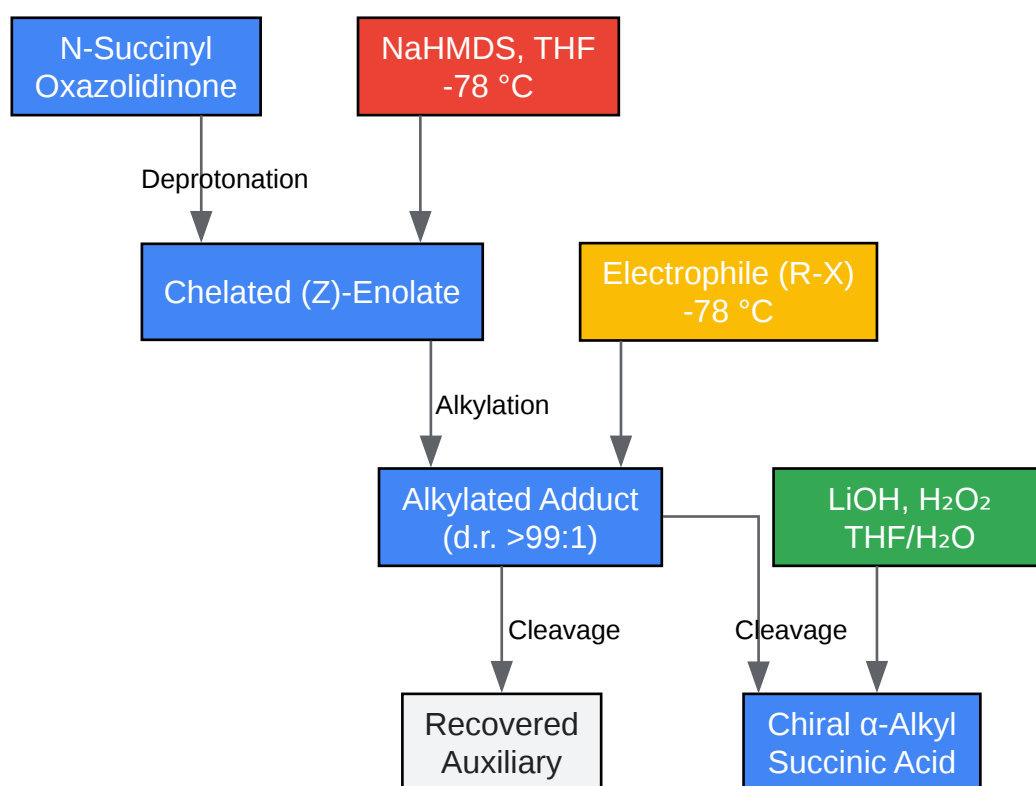 N-Succinyl
Oxazolidinone
NaHMDS, THF
-78 °C
Deprotonation
Chelated (Z)-Enolate
Electrophile (R-X)
-78 °C
Alkylation
Alkylated Adduct
(d.r. >99:1)
LiOH, H₂O₂
THF/H₂O
Cleavage
Cleavage
Recovered
Auxiliary
Chiral α-Alkyl
Succinic Acid